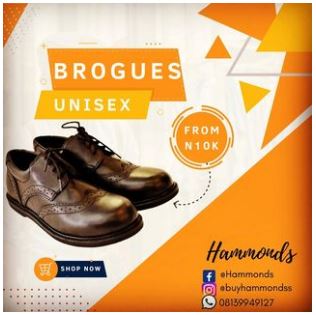 BROGUES
UNISEX
FROM
N10K
SHOP NOW
Hammonds
@Hammonds
@buyhammondss
08139949127